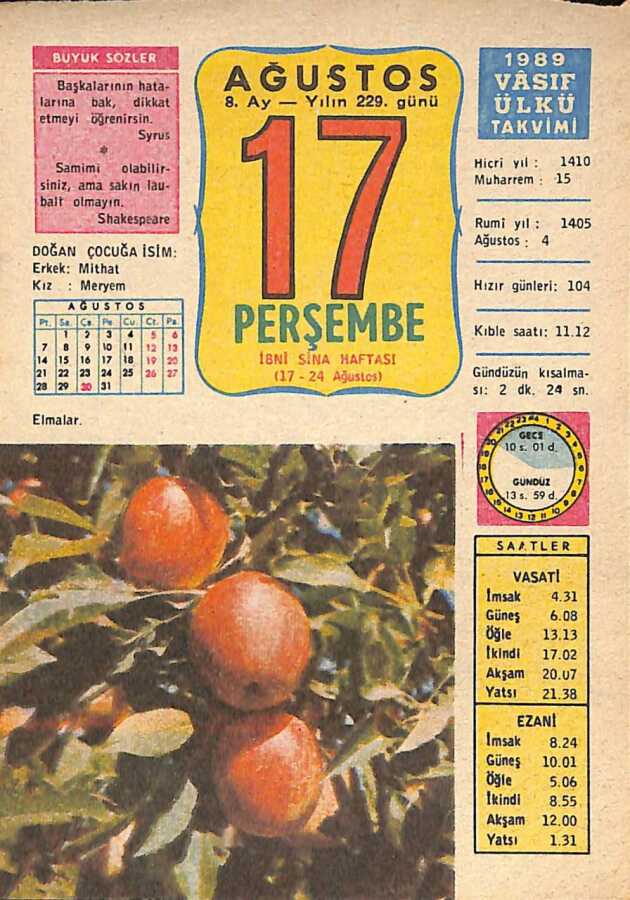 BÜYÜK SÖZLER
Başkalarının hata-
larına bak, dikkat
etmeyi öğrenirsin.
Syrus
*
Samimi olabilir-
siniz, ama sakın lau-
bali olmayın.
Shakespeare
DOĞAN ÇOCUĞA İSİM:
Erkek: Mithat
Kız : Meryem
AĞUSTOS
Pt. Sa. Ça. Pe. Cu. Ct. Pa.
1 2 3 4 5 6
7 8 9 10 11 12 13
14 15 16 17 18 19 20
21 22 23 24 25 26 27
28 29 30 31
AĞUSTOS
8. Ay — Yılın 229. günü
17
PERŞEMBE
İBNİ SİNA HAFTASI
(17 - 24 Ağustos)
1989
VÂSIF
ÜLKÜ
TAKVİMİ
Hicri yıl : 1410
Muharrem : 15
Rumî yıl : 1405
Ağustos : 4
Hızır günleri: 104
Kıble saatı: 11.12
Gündüzün kısalma-
sı: 2 dk. 24 sn.
GECE
10 s. 01 d.
GÜNDÜZ
13 s. 59 d.
SAATLER
VASATİ
İmsak 4.31
Güneş 6.08
Öğle 13.13
İkindi 17.02
Akşam 20.07
Yatsı 21.38
EZANİ
İmsak 8.24
Güneş 10.01
Öğle 5.06
İkindi 8.55
Akşam 12.00
Yatsı 1.31
Elmalar.